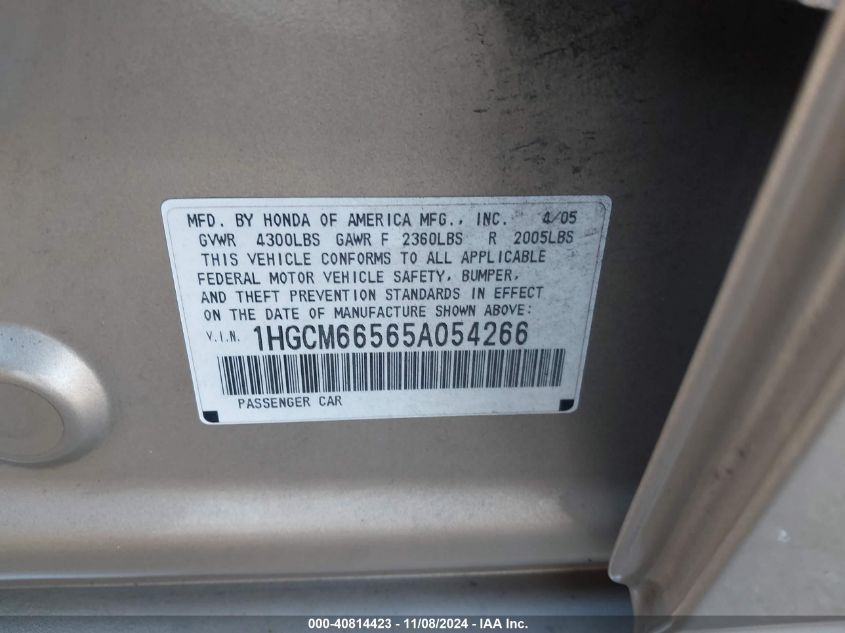 MFD. BY HONDA OF AMERICA MFG., INC. 4/05
GVWR 4300LBS GAWR F 2360LBS R 2005LBS
THIS VEHICLE CONFORMS TO ALL APPLICABLE
FEDERAL MOTOR VEHICLE SAFETY, BUMPER,
AND THEFT PREVENTION STANDARDS IN EFFECT
ON THE DATE OF MANUFACTURE SHOWN ABOVE:
V.I.N. 1HGCM66565A054266
PASSENGER CAR
000-40814423 - 11/08/2024 - IAA Inc.